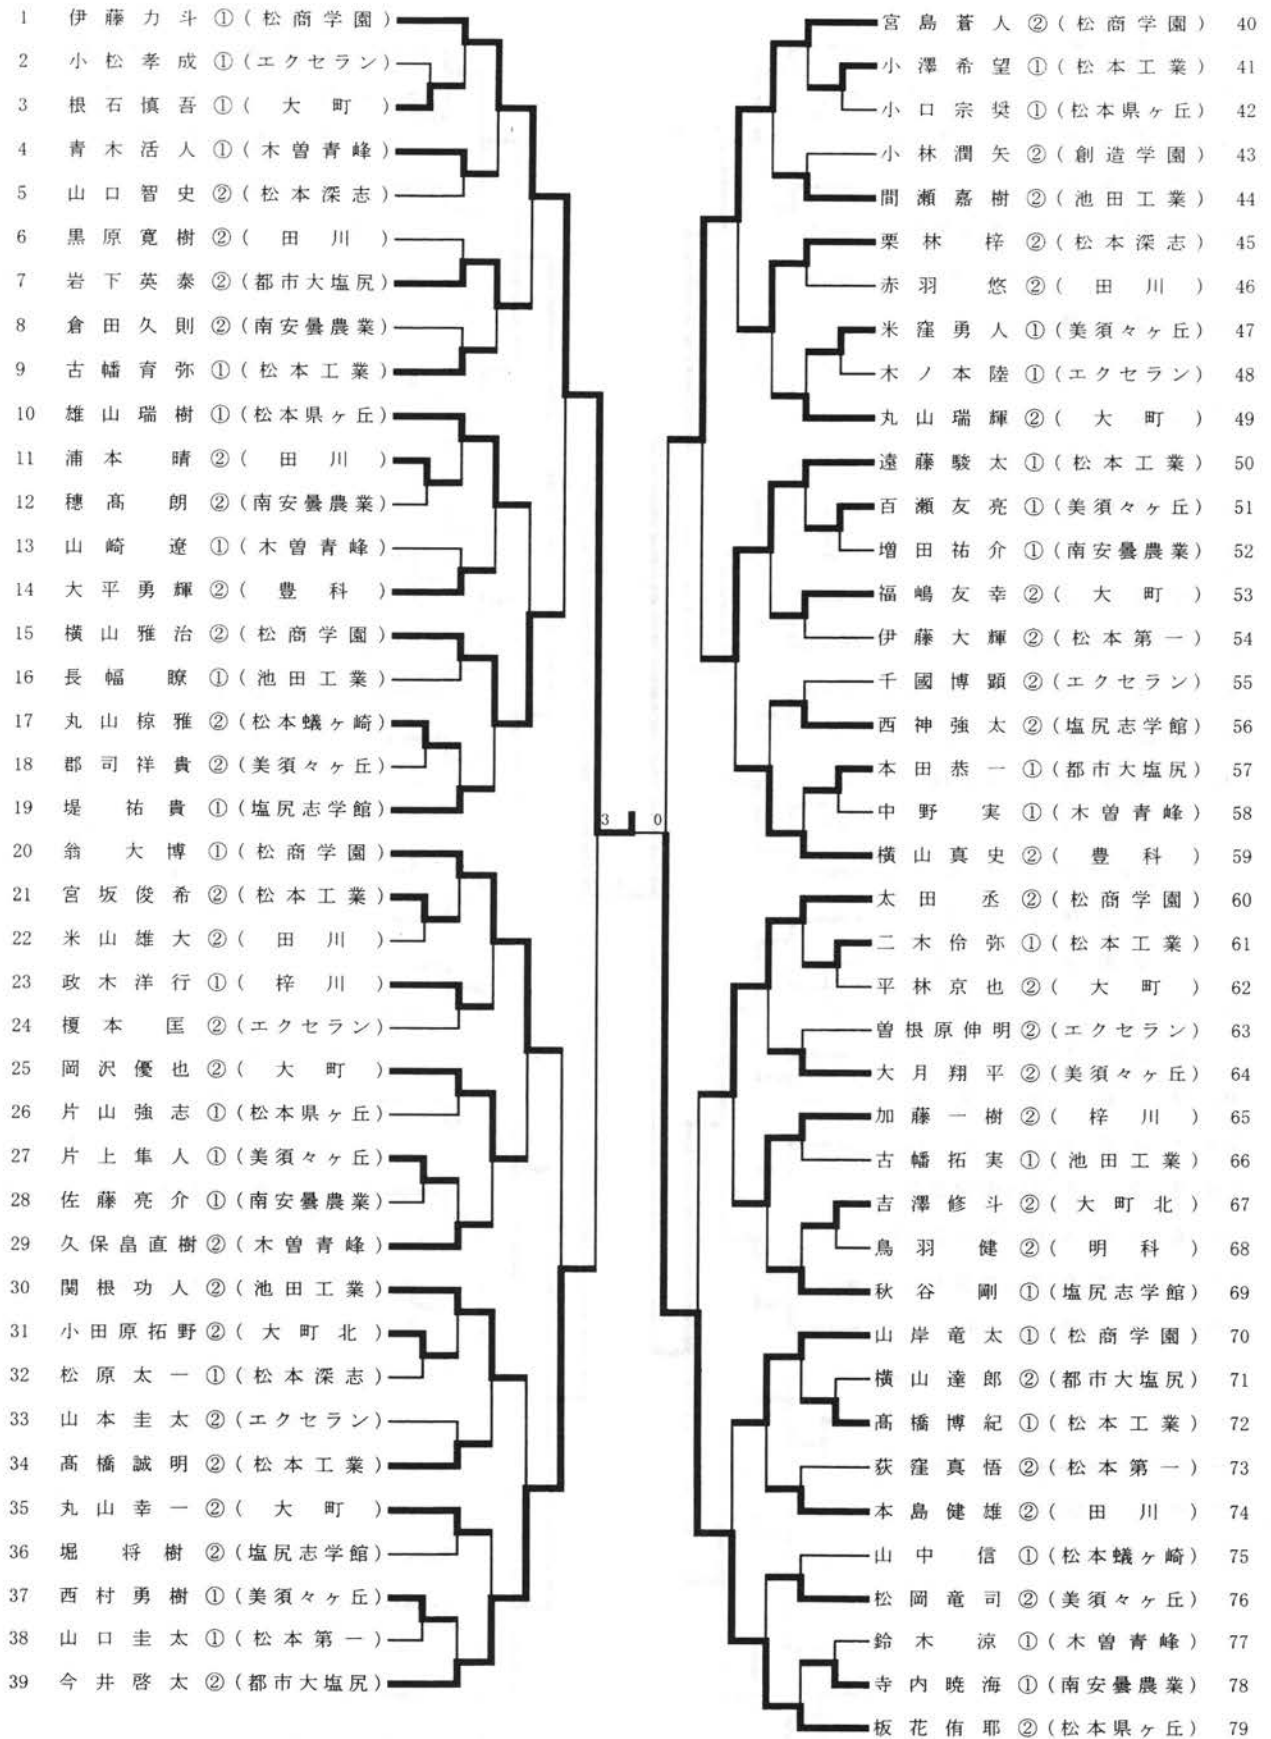 1 伊藤力斗 ① (松商学園)
2 小松孝成 ① (エクセラン)
3 根石慎吾 ① (大町)
4 青木活人 ① (木曽青峰)
5 山口智史 ② (松本深志)
6 黒原寛樹 ② (田川)
7 岩下英泰 ② (都市大塩尻)
8 倉田久則 ② (南安曇農業)
9 古幡育弥 ① (松本工業)
10 雄山瑞樹 ① (松本県ヶ丘)
11 浦本晴 ② (田川)
12 穂髙朗 ② (南安曇農業)
13 山崎遼 ① (木曽青峰)
14 大平勇輝 ② (豊科)
15 横山雅治 ② (松商学園)
16 長幅瞭 ① (池田工業)
17 丸山椋雅 ② (松本蟻ヶ崎)
18 郡司祥貴 ② (美須々ヶ丘)
19 堤祐貴 ① (塩尻志学館)
20 翁大博 ① (松商学園)
21 宮坂俊希 ② (松本工業)
22 米山雄大 ② (田川)
23 政木洋行 ① (梓川)
24 榎本匡 ② (エクセラン)
25 岡沢優也 ② (大町)
26 片山強志 ① (松本県ヶ丘)
27 片上隼人 ① (美須々ヶ丘)
28 佐藤亮介 ① (南安曇農業)
29 久保畠直樹 ② (木曽青峰)
30 関根功人 ② (池田工業)
31 小田原拓野 ② (大町北)
32 松原太一 ① (松本深志)
33 山本圭太 ② (エクセラン)
34 髙橋誠明 ② (松本工業)
35 丸山幸一 ② (大町)
36 堀将樹 ② (塩尻志学館)
37 西村勇樹 ① (美須々ヶ丘)
38 山口圭太 ① (松本第一)
39 今井啓太 ② (都市大塩尻)
3 0
宮島蒼人 ② (松商学園) 40
小澤希望 ① (松本工業) 41
小口宗奨 ① (松本県ヶ丘) 42
小林潤矢 ② (創造学園) 43
間瀬嘉樹 ② (池田工業) 44
栗林梓 ② (松本深志) 45
赤羽悠 ② (田川) 46
米窪勇人 ① (美須々ヶ丘) 47
木ノ本陸 ① (エクセラン) 48
丸山瑞輝 ② (大町) 49
遠藤駿太 ① (松本工業) 50
百瀬友亮 ① (美須々ヶ丘) 51
増田祐介 ① (南安曇農業) 52
福嶋友幸 ② (大町) 53
伊藤大輝 ② (松本第一) 54
千國博顕 ② (エクセラン) 55
西神強太 ② (塩尻志学館) 56
本田恭一 ① (都市大塩尻) 57
中野実 ① (木曽青峰) 58
横山真史 ② (豊科) 59
太田丞 ② (松商学園) 60
二木伶弥 ① (松本工業) 61
平林京也 ② (大町) 62
曽根原伸明 ② (エクセラン) 63
大月翔平 ② (美須々ヶ丘) 64
加藤一樹 ② (梓川) 65
古幡拓実 ① (池田工業) 66
吉澤修斗 ② (大町北) 67
鳥羽健 ② (明科) 68
秋谷剛 ① (塩尻志学館) 69
山岸竜太 ① (松商学園) 70
横山達郎 ② (都市大塩尻) 71
髙橋博紀 ① (松本工業) 72
荻窪真悟 ② (松本第一) 73
本島健雄 ② (田川) 74
山中信 ① (松本蟻ヶ崎) 75
松岡竜司 ② (美須々ヶ丘) 76
鈴木涼 ① (木曽青峰) 77
寺内暁海 ① (南安曇農業) 78
板花侑耶 ② (松本県ヶ丘) 79